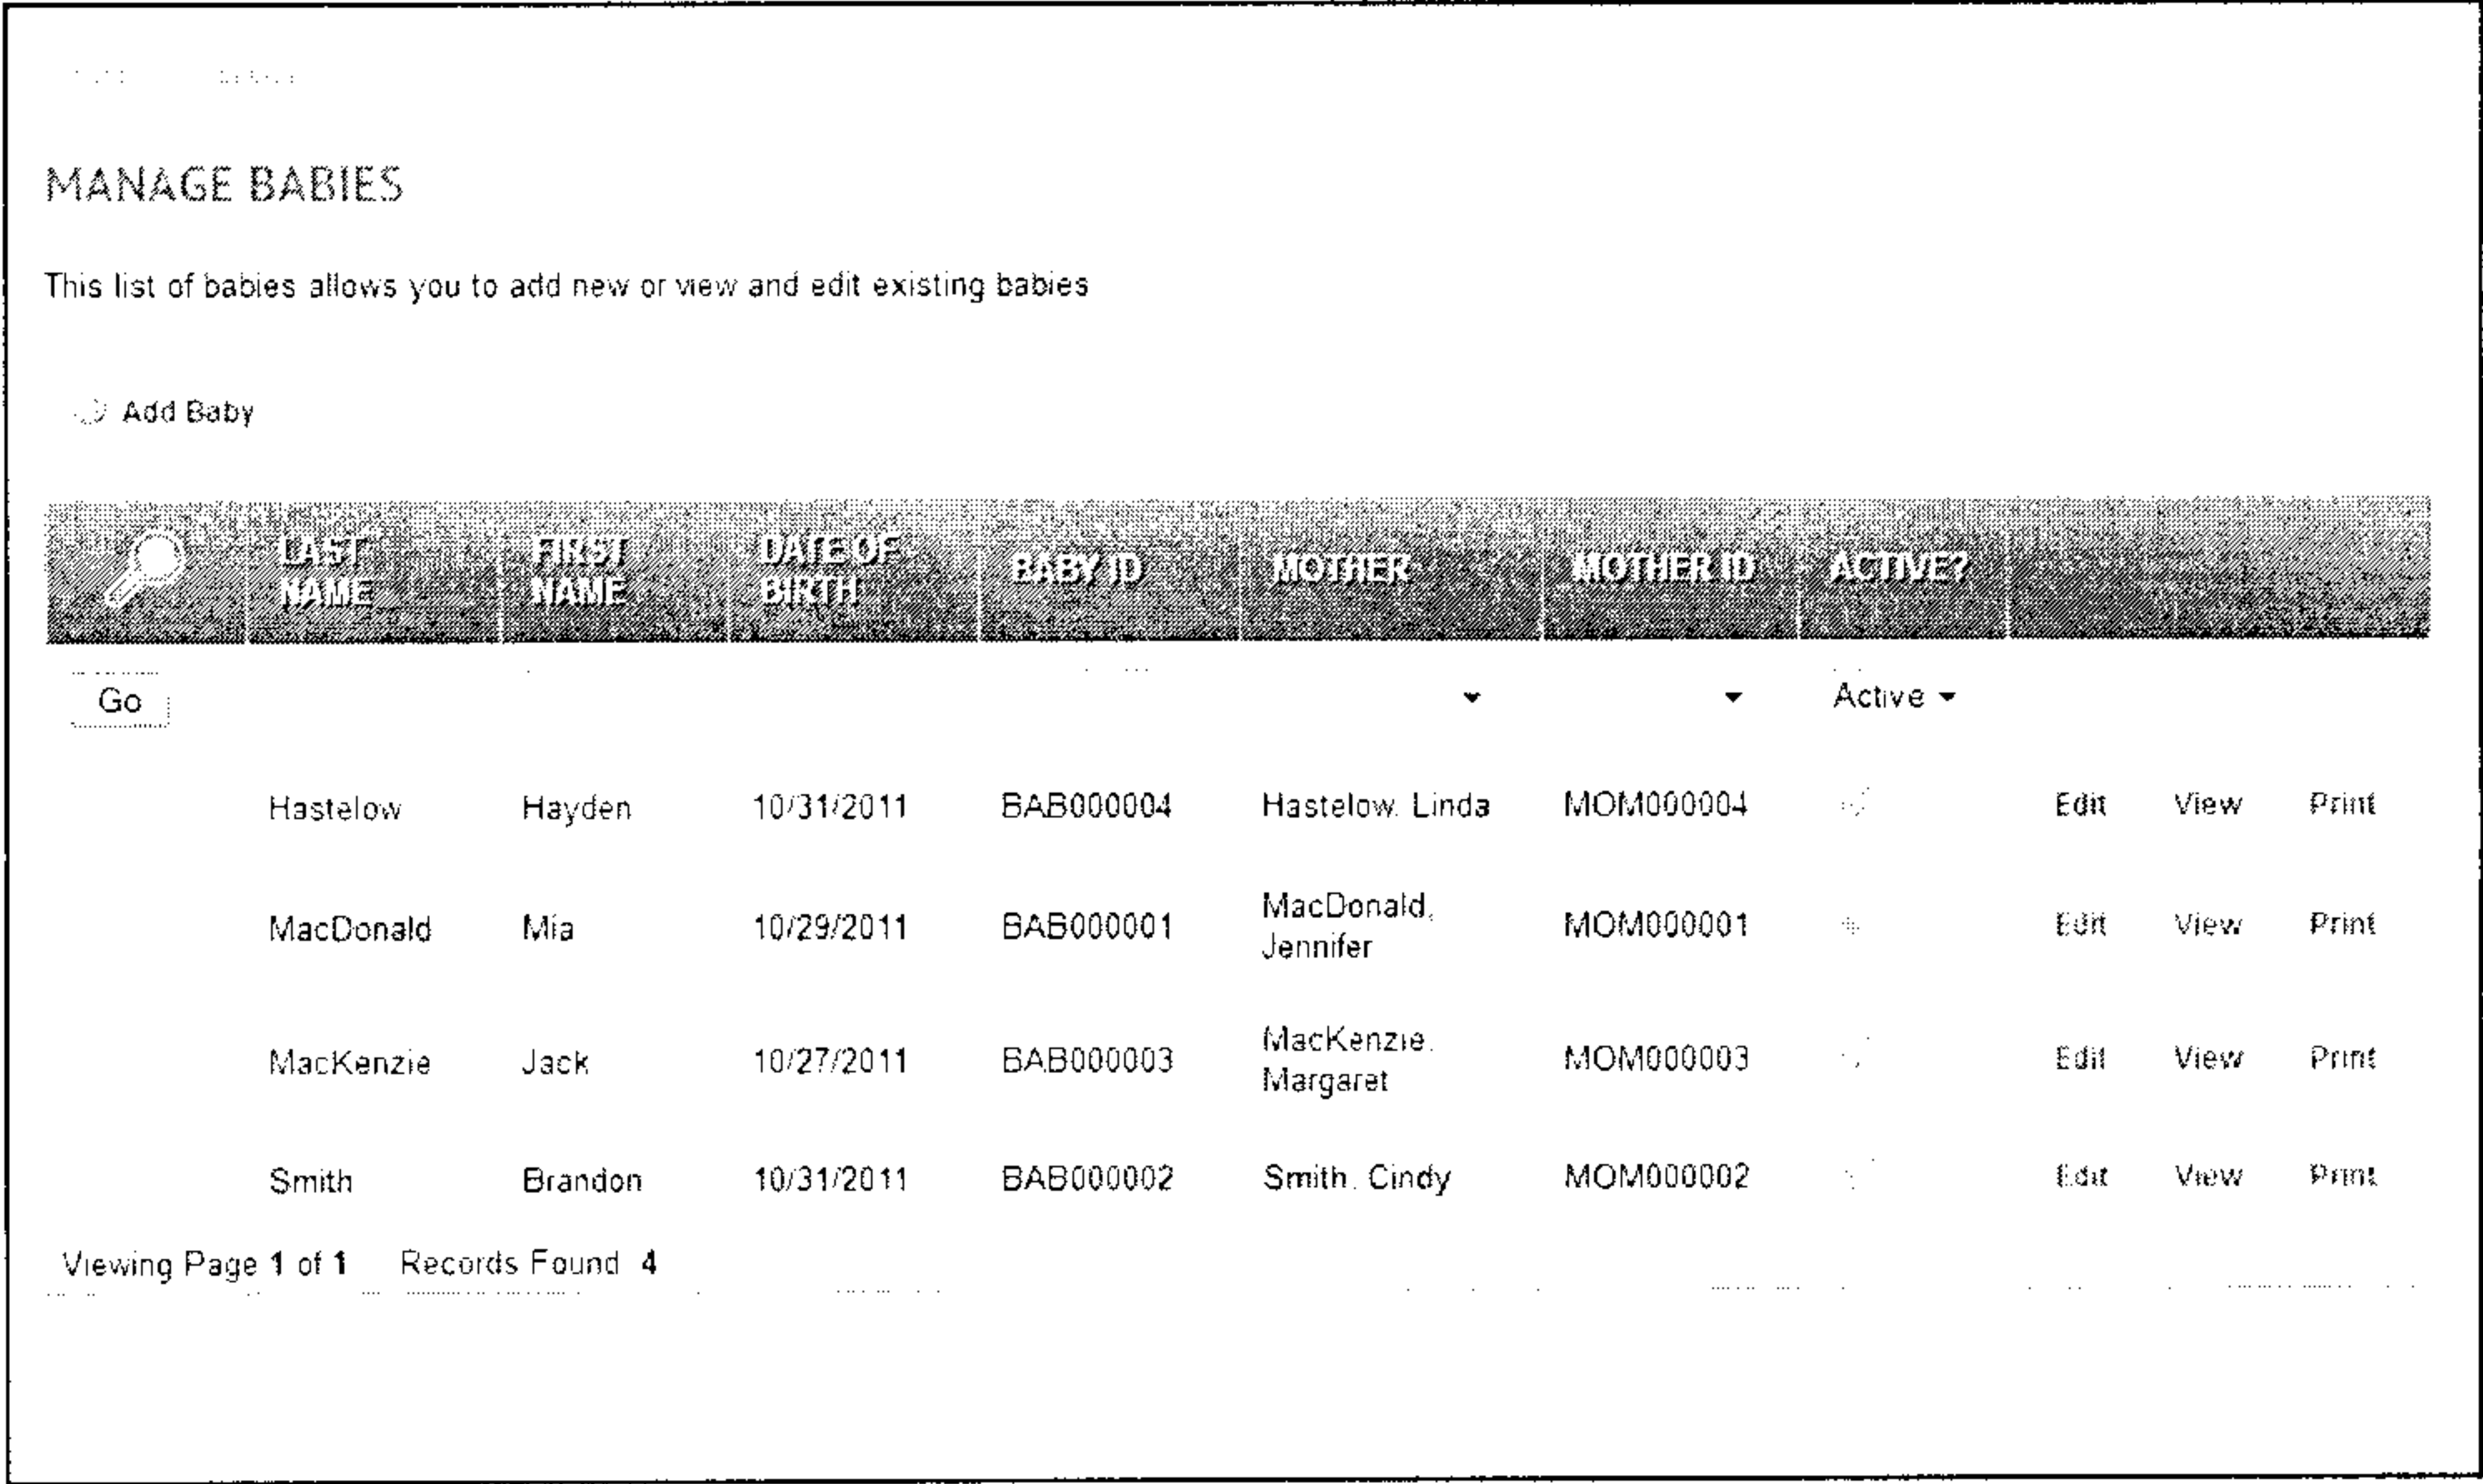 MANAGE BABIES
This list of babies allows you to add new or view and edit existing babies
Add Baby
LAST NAME FIRST NAME DATE OF BIRTH BABY ID MOTHER MOTHER ID ACTIVE?
Go Active
Hastelow Hayden 10/31/2011 BAB000004 Hastelow, Linda MOM000004 Edit View Print
MacDonald Mia 10/29/2011 BAB000001 MacDonald, Jennifer MOM000001 Edit View Print
MacKenzie Jack 10/27/2011 BAB000003 MacKenzie, Margaret MOM000003 Edit View Print
Smith Brandon 10/31/2011 BAB000002 Smith, Cindy MOM000002 Edit View Print
Viewing Page 1 of 1 Records Found 4